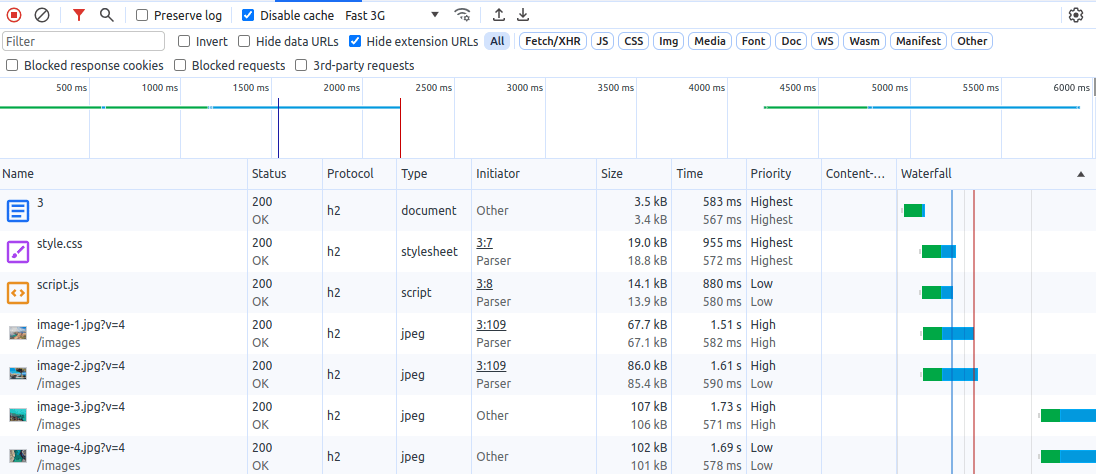 Preserve log Disable cache Fast 3G
Filter Invert Hide data URLs Hide extension URLs All Fetch/XHR JS CSS Img Media Font Doc WS Wasm Manifest Other
Blocked response cookies Blocked requests 3rd-party requests
500 ms 1000 ms 1500 ms 2000 ms 2500 ms 3000 ms 3500 ms 4000 ms 4500 ms 5000 ms 5500 ms 6000 ms
Name Status Protocol Type Initiator Size Time Priority Content-... Waterfall
3 200 OK h2 document Other 3.5 kB 3.4 kB 583 ms 567 ms Highest Highest
style.css 200 OK h2 stylesheet 3:7 Parser 19.0 kB 18.8 kB 955 ms 572 ms Highest Highest
script.js 200 OK h2 script 3:8 Parser 14.1 kB 13.9 kB 880 ms 580 ms Low Low
image-1.jpg?v=4 /images 200 OK h2 jpeg 3:109 Parser 67.7 kB 67.1 kB 1.51 s 582 ms High High
image-2.jpg?v=4 /images 200 OK h2 jpeg 3:109 Parser 86.0 kB 85.4 kB 1.61 s 590 ms High Low
image-3.jpg?v=4 /images 200 OK h2 jpeg Other 107 kB 106 kB 1.73 s 571 ms High Low
image-4.jpg?v=4 /images 200 OK h2 jpeg Other 102 kB 101 kB 1.69 s 578 ms Low Low